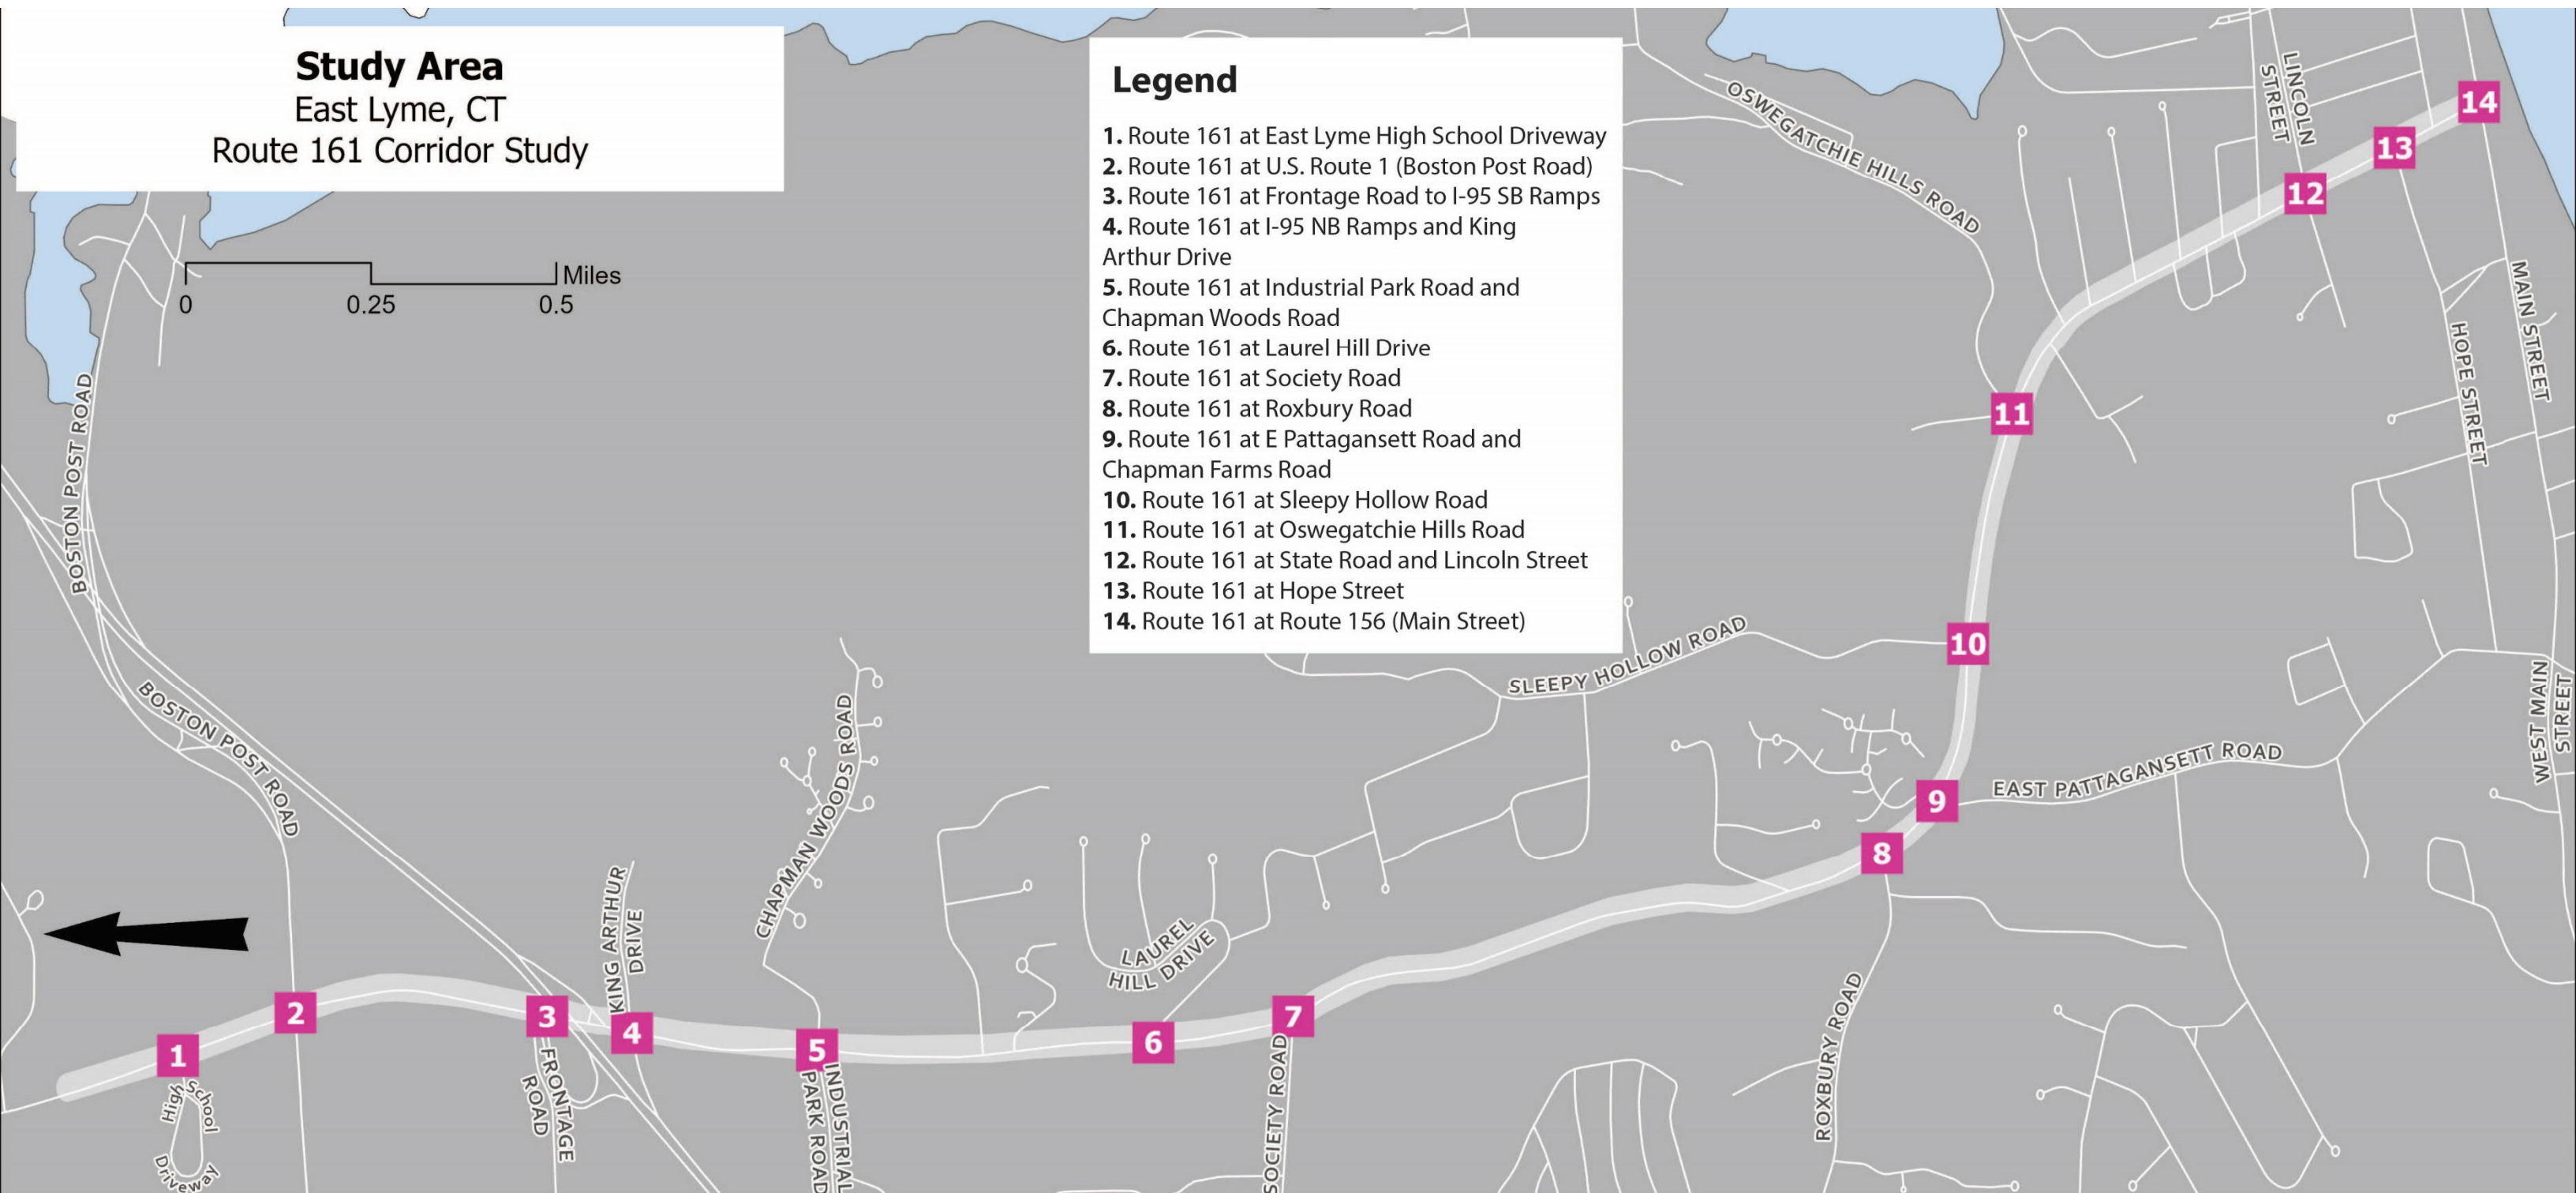 Study Area
East Lyme, CT
Route 161 Corridor Study
Miles
0 0.25 0.5
Legend
1. Route 161 at East Lyme High School Driveway
2. Route 161 at U.S. Route 1 (Boston Post Road)
3. Route 161 at Frontage Road to I-95 SB Ramps
4. Route 161 at I-95 NB Ramps and King
Arthur Drive
5. Route 161 at Industrial Park Road and
Chapman Woods Road
6. Route 161 at Laurel Hill Drive
7. Route 161 at Society Road
8. Route 161 at Roxbury Road
9. Route 161 at E Pattagansett Road and
Chapman Farms Road
10. Route 161 at Sleepy Hollow Road
11. Route 161 at Oswegatchie Hills Road
12. Route 161 at State Road and Lincoln Street
13. Route 161 at Hope Street
14. Route 161 at Route 156 (Main Street)
BOSTON POST ROAD
BOSTON POST ROAD
1
High School
Driveway
2
3
FRONTAGE
ROAD
KING ARTHUR
DRIVE
4
CHAPMAN WOODS ROAD
5
INDUSTRIAL
PARK ROAD
LAUREL
HILL DRIVE
6
7
SOCIETY ROAD
8
ROXBURY ROAD
9
EAST PATTAGANSETT ROAD
SLEEPY HOLLOW ROAD
10
OSWEGATCHIE HILLS ROAD
11
LINCOLN
STREET
12
13
14
HOPE STREET
MAIN STREET
WEST MAIN
STREET